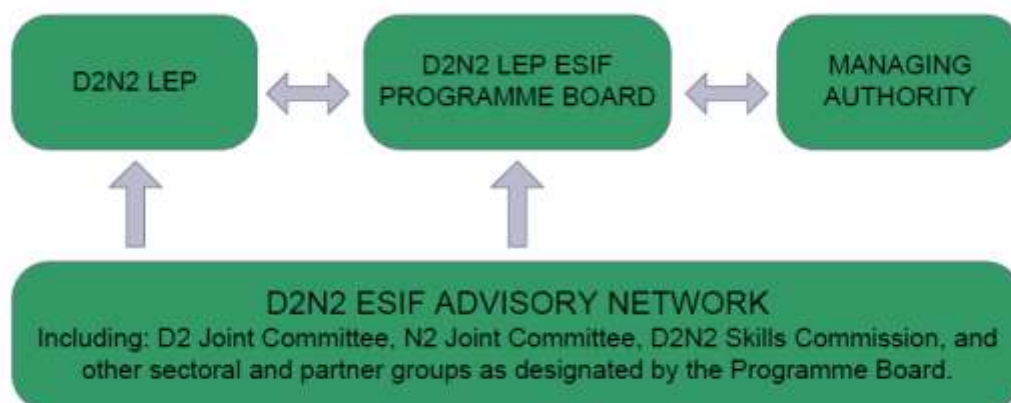 D2N2 LEP
D2N2 LEP ESIF
PROGRAMME BOARD
MANAGING
AUTHORITY
D2N2 ESIF ADVISORY NETWORK
Including: D2 Joint Committee, N2 Joint Committee, D2N2 Skills Commission, and
other sectoral and partner groups as designated by the Programme Board.